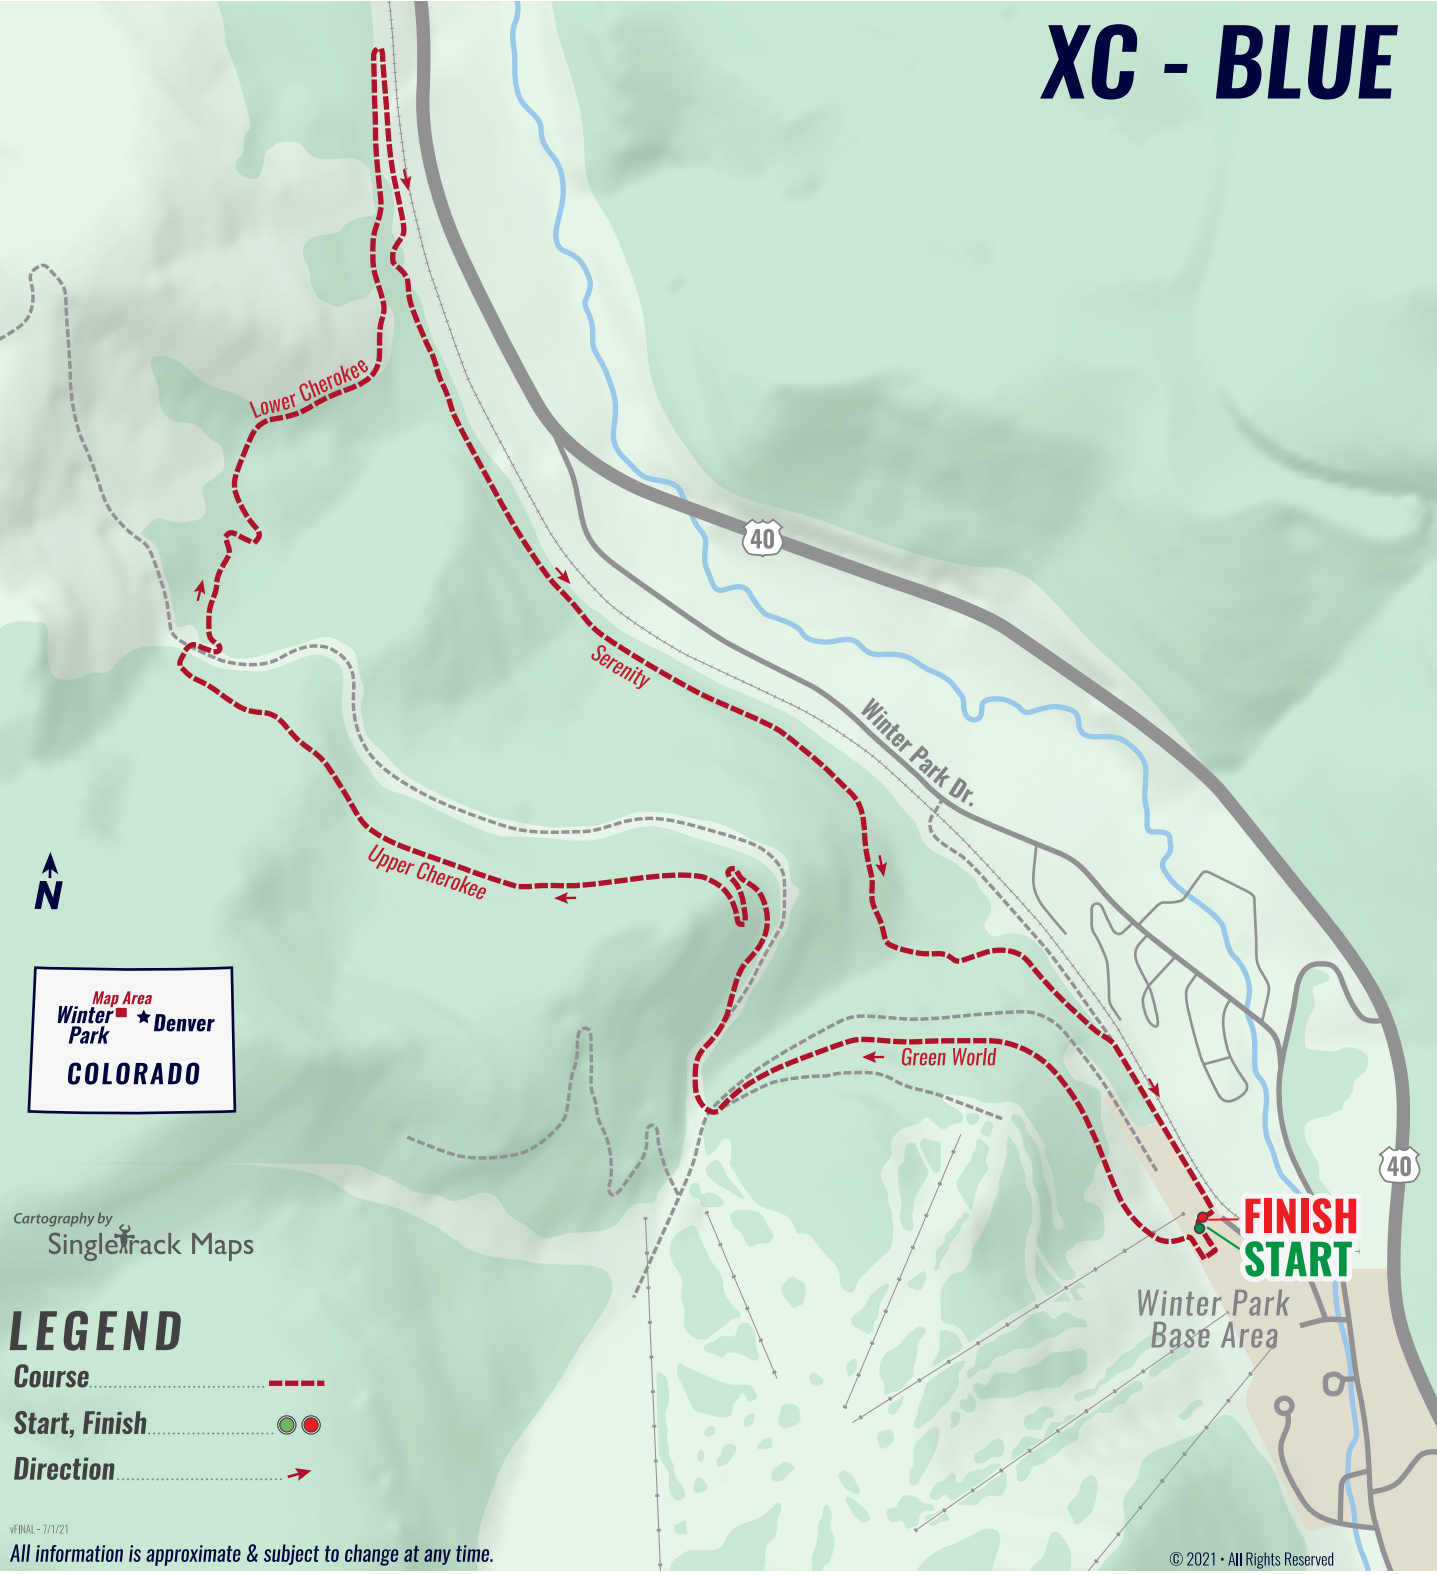 XC - BLUE
Lower Cherokee
40
Serenity
Winter Park Dr.
Upper Cherokee
N
Map Area
Winter
Park
Denver
COLORADO
Green World
40
FINISH
START
Winter Park
Base Area
Cartography by
Singletrack Maps
LEGEND
Course
Start, Finish
Direction
vFINAL - 7/1/21
All information is approximate & subject to change at any time.
© 2021 • All Rights Reserved